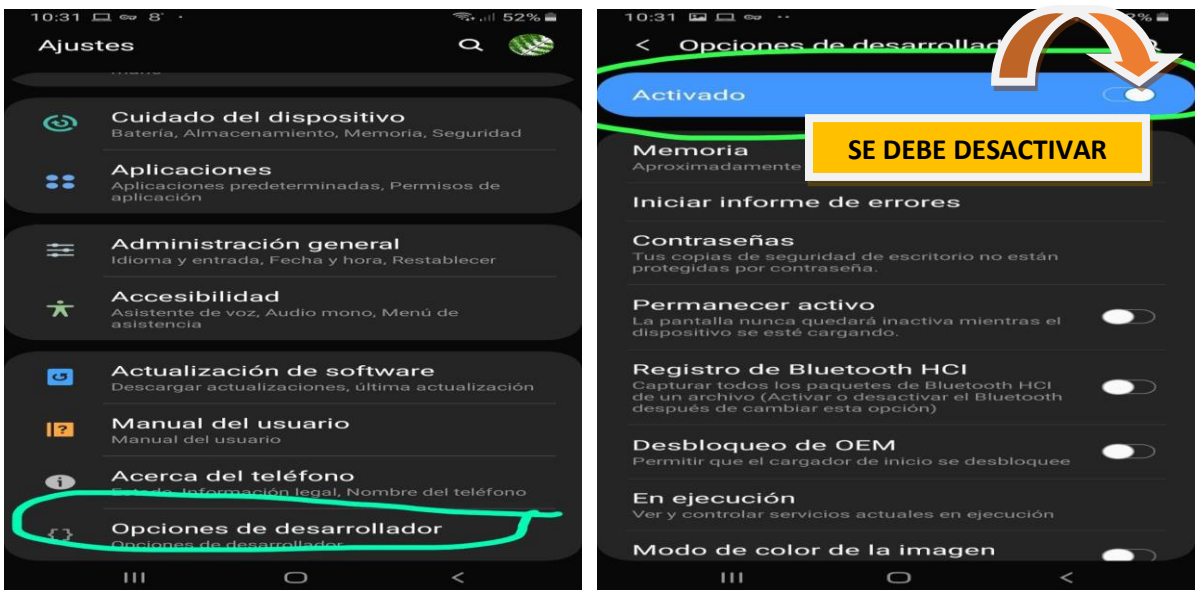 10:31 8° 52%
Ajustes
Cuidado del dispositivo
Batería, Almacenamiento, Memoria, Seguridad
Aplicaciones
Aplicaciones predeterminadas, Permisos de
aplicación
Administración general
Idioma y entrada, Fecha y hora, Restablecer
Accesibilidad
Asistente de voz, Audio mono, Menú de
asistencia
Actualización de software
Descargar actualizaciones, última actualización
Manual del usuario
Manual del usuario
Acerca del teléfono
Estado, Información legal, Nombre del teléfono
Opciones de desarrollador
Opciones de desarrollador
10:31 2%
Opciones de desarrollad
Activado
SE DEBE DESACTIVAR
Memoria
Aproximadamente
Iniciar informe de errores
Contraseñas
Tus copias de seguridad de escritorio no están
protegidas por contraseña.
Permanecer activo
La pantalla nunca quedará inactiva mientras el
dispositivo se esté cargando.
Registro de Bluetooth HCI
Capturar todos los paquetes de Bluetooth HCI
de un archivo (Activar o desactivar el Bluetooth
después de cambiar esta opción)
Desbloqueo de OEM
Permitir que el cargador de inicio se desbloquee
En ejecución
Ver y controlar servicios actuales en ejecución
Modo de color de la imagen